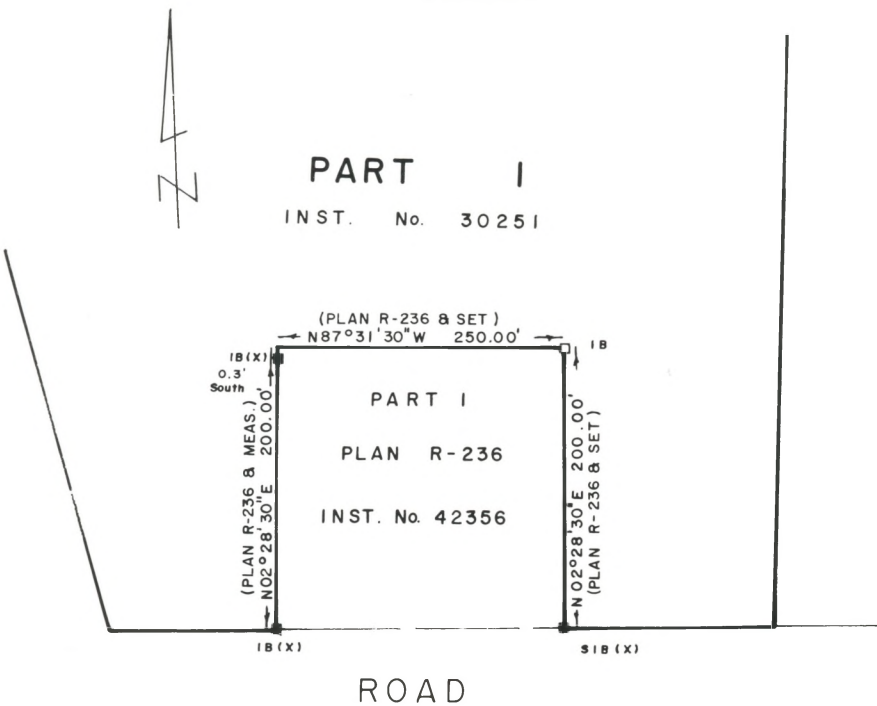 N
PART 1
INST. No. 30251
(PLAN R-236 & SET)
N87°31'30"W 250.00'
IB
IB(X)
0.3'
South
(PLAN R-236 & MEAS.)
N02°28'30"E 200.00'
PART 1
PLAN R-236
INST. No. 42356
N02°28'30"E 200.00'
(PLAN R-236 & SET)
IB(X)
SIB(X)
ROAD